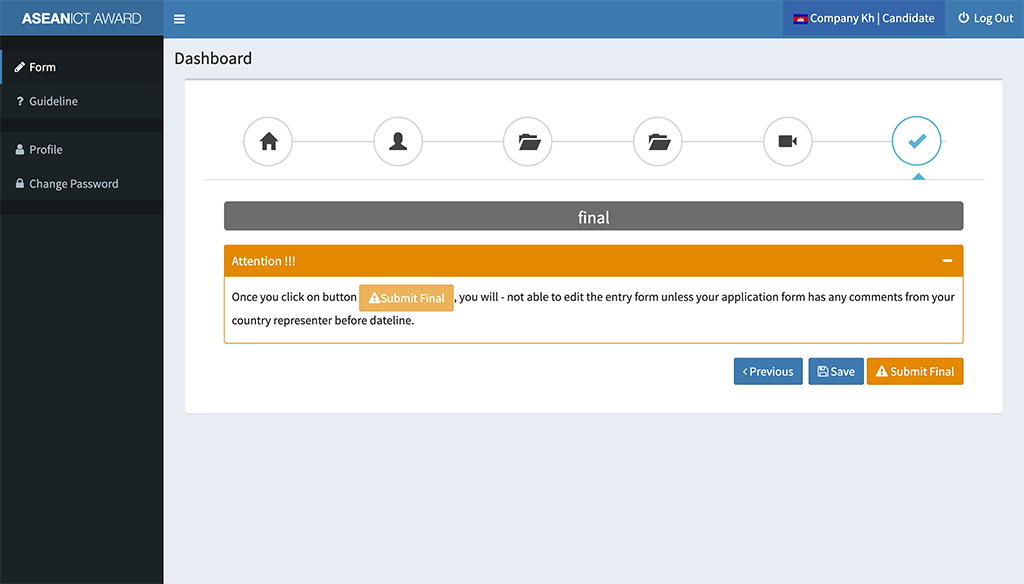 ASEANICT AWARD
Company Kh | Candidate
Log Out
Form
? Guideline
Profile
Change Password
Dashboard
final
Attention !!!
Once you click on button Submit Final, you will - not able to edit the entry form unless your application form has any comments from your
country representer before dateline.
Previous
Save
Submit Final